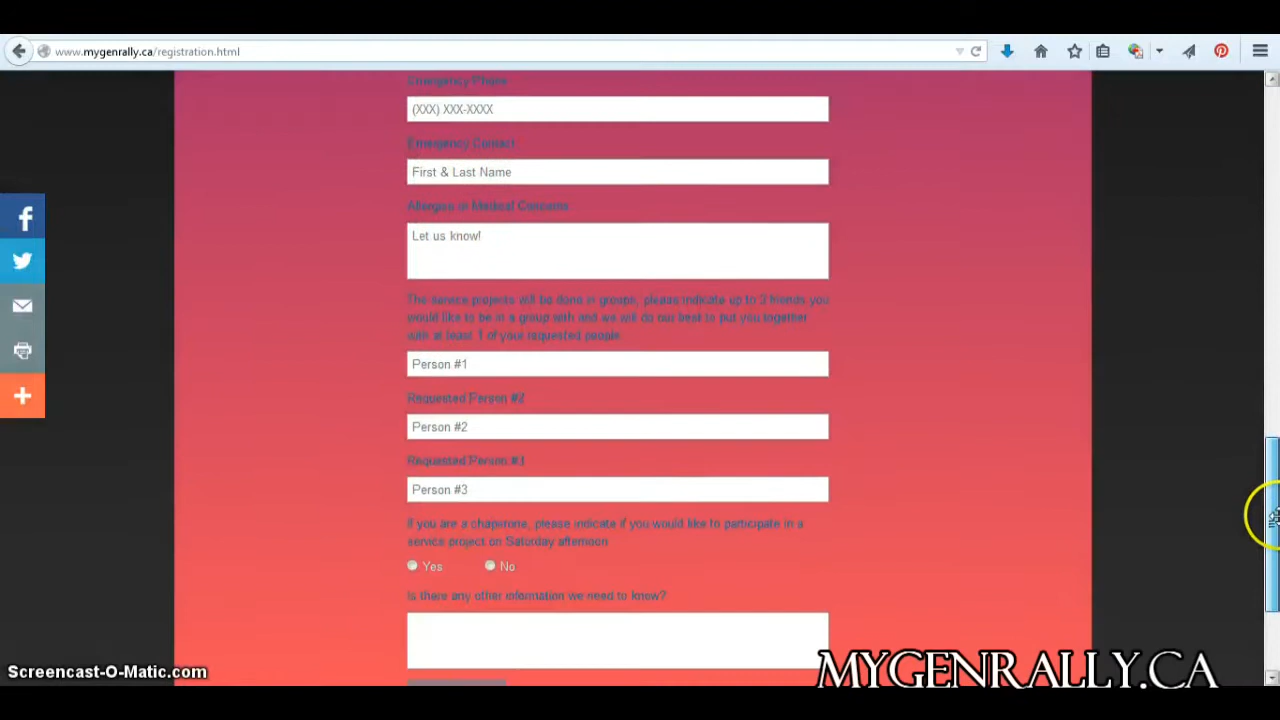 www.mygenrally.ca/registration.html
Emergency Phone
(XXX) XXX-XXXX
Emergency Contact
First & Last Name
Allergies or Medical Concerns
Let us know!
The service projects will be done in groups, please indicate up to 3 friends you
would like to be in a group with and we will do our best to put you together
with at least 1 of your requested people
Person #1
Requested Person #2
Person #2
Requested Person #3
Person #3
If you are a chaperone, please indicate if you would like to participate in a
service project on Saturday afternoon
Yes No
Is there any other information we need to know?
Screencast-O-Matic.com
MYGENRALLY.CA